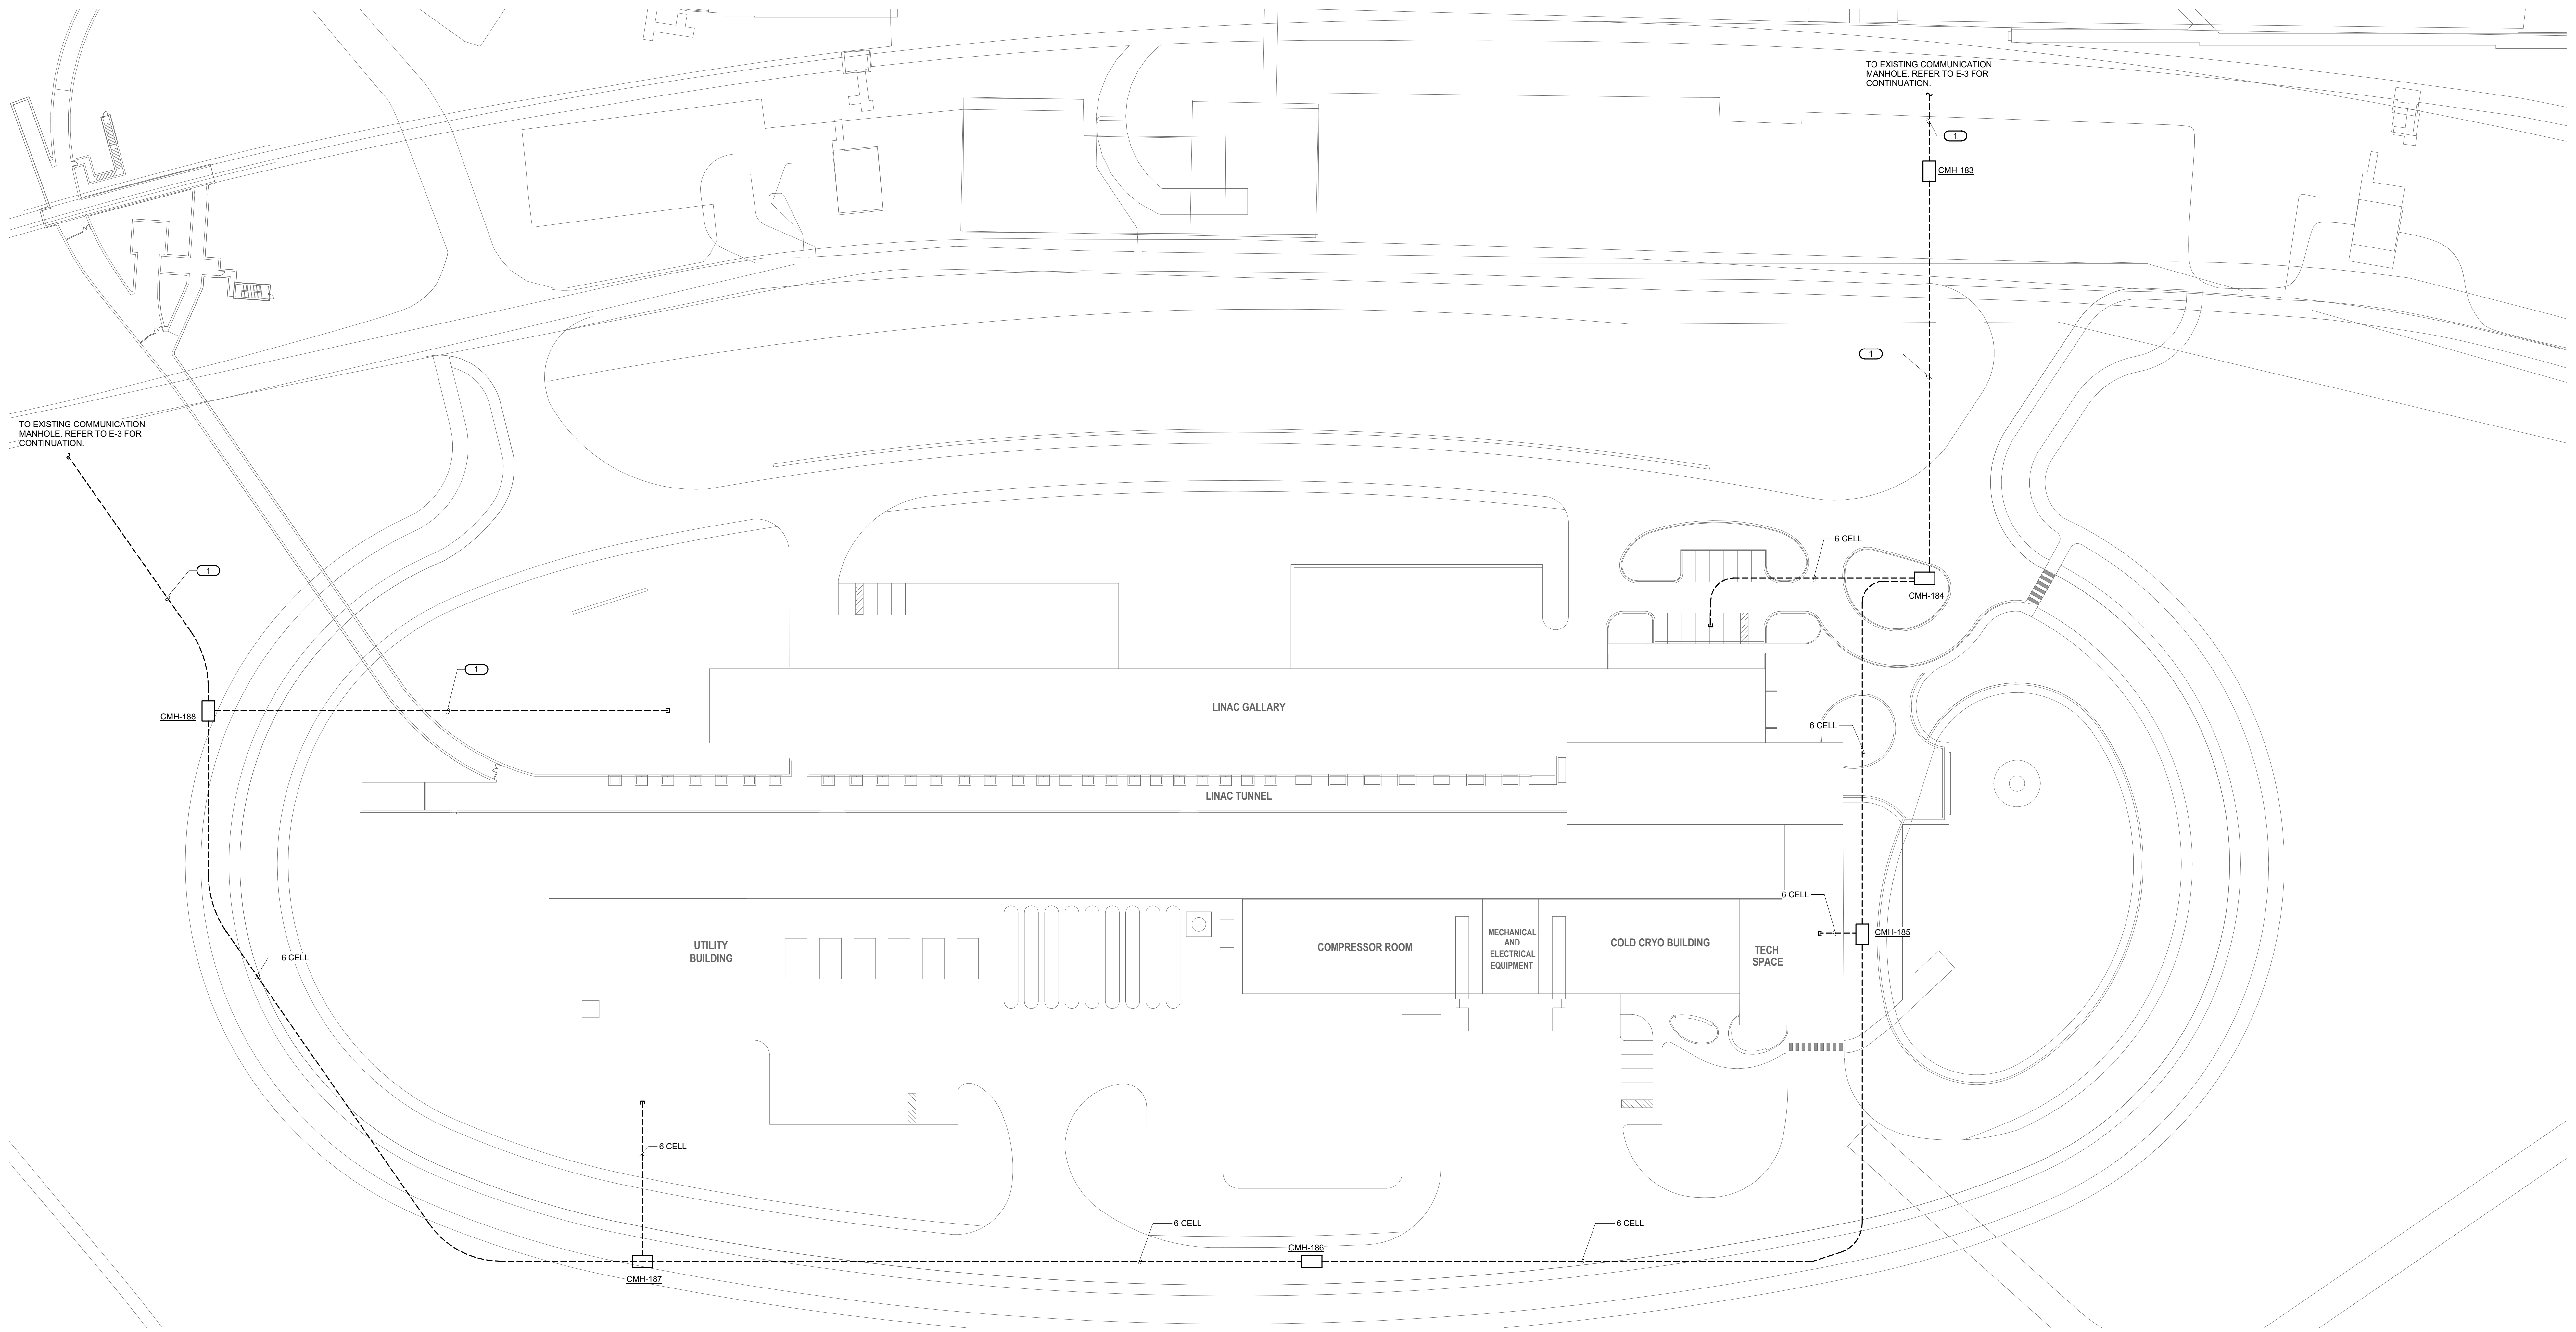 TO EXISTING COMMUNICATION
MANHOLE. REFER TO E-3 FOR
CONTINUATION.
1
CMH-183
1
TO EXISTING COMMUNICATION
MANHOLE. REFER TO E-3 FOR
CONTINUATION.
6 CELL
1
CMH-184
1
LINAC GALLARY
CMH-188
6 CELL
LINAC TUNNEL
6 CELL
CMH-185
UTILITY
BUILDING
COMPRESSOR ROOM
MECHANICAL
AND
ELECTRICAL
EQUIPMENT
COLD CRYO BUILDING
TECH
SPACE
6 CELL
6 CELL
6 CELL
6 CELL
CMH-186
CMH-187